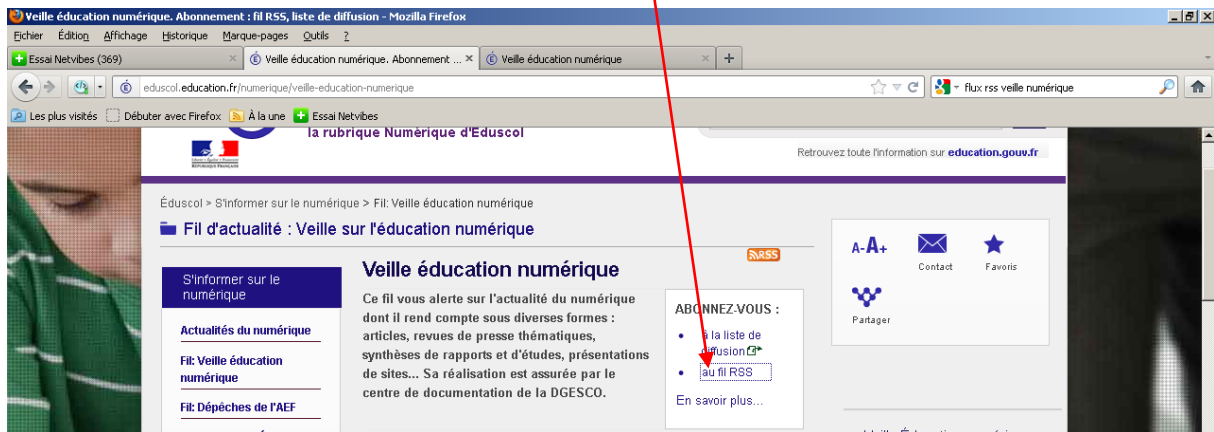 Veille éducation numérique. Abonnement : fil RSS, liste de diffusion - Mozilla Firefox
Fichier Édition Affichage Historique Marque-pages Outils ?
Essai Netvibes (369) × Veille éducation numérique. Abonnement ... × Veille éducation numérique × +
eduscol.education.fr/numerique/veille-education-numerique flux rss veille numérique
Les plus visités Débuter avec Firefox À la une Essai Netvibes
la rubrique Numérique d'Eduscol
Retrouvez toute l'information sur education.gouv.fr
Éduscol > S'informer sur le numérique > Fil: Veille éducation numérique
Fil d'actualité : Veille sur l'éducation numérique
RSS
S'informer sur le
numérique
Actualités du numérique
Fil: Veille éducation
numérique
Fil: Dépêches de l'AEF
Veille éducation numérique
Ce fil vous alerte sur l'actualité du numérique
dont il rend compte sous diverses formes :
articles, revues de presse thématiques,
synthèses de rapports et d'études, présentations
de sites... Sa réalisation est assurée par le
centre de documentation de la DGESCO.
ABONNEZ-VOUS :
• à la liste de
diffusion
• au fil RSS
En savoir plus...
A-A+
Contact
Favoris
Partager